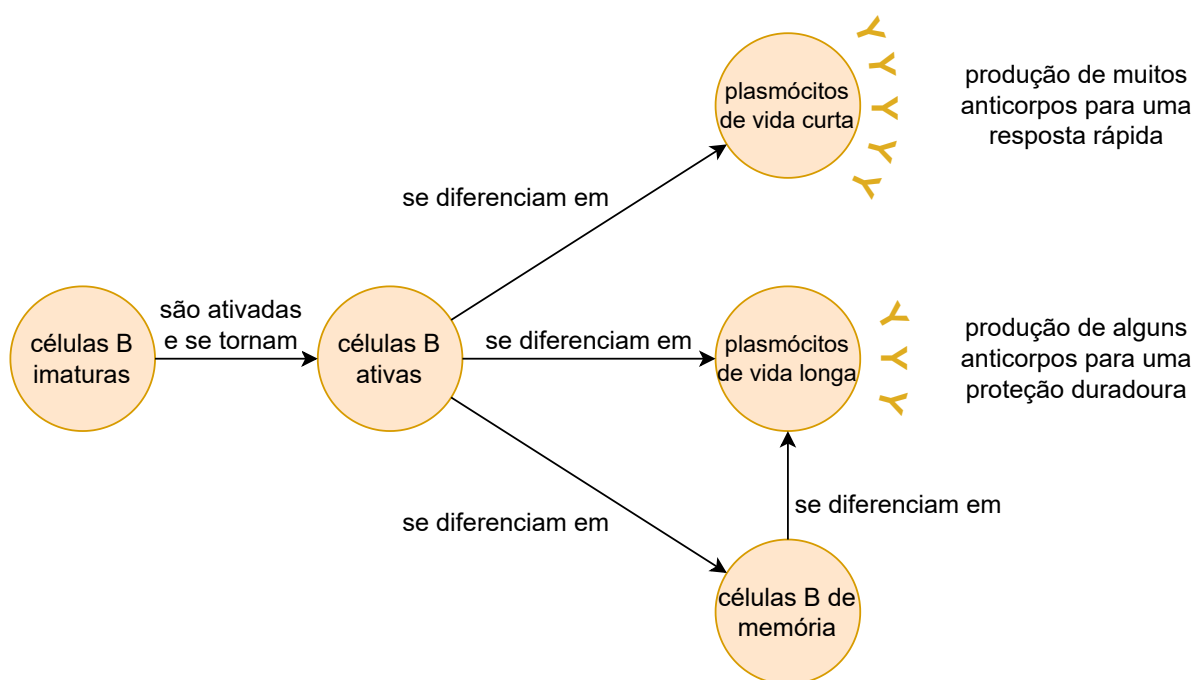 plasmócitos
de vida curta
produção de muitos
anticorpos para uma
resposta rápida
se diferenciam em
células B
imaturas
são ativadas
e se tornam
células B
ativas
se diferenciam em
plasmócitos
de vida longa
produção de alguns
anticorpos para uma
proteção duradoura
se diferenciam em
se diferenciam em
células B de
memória